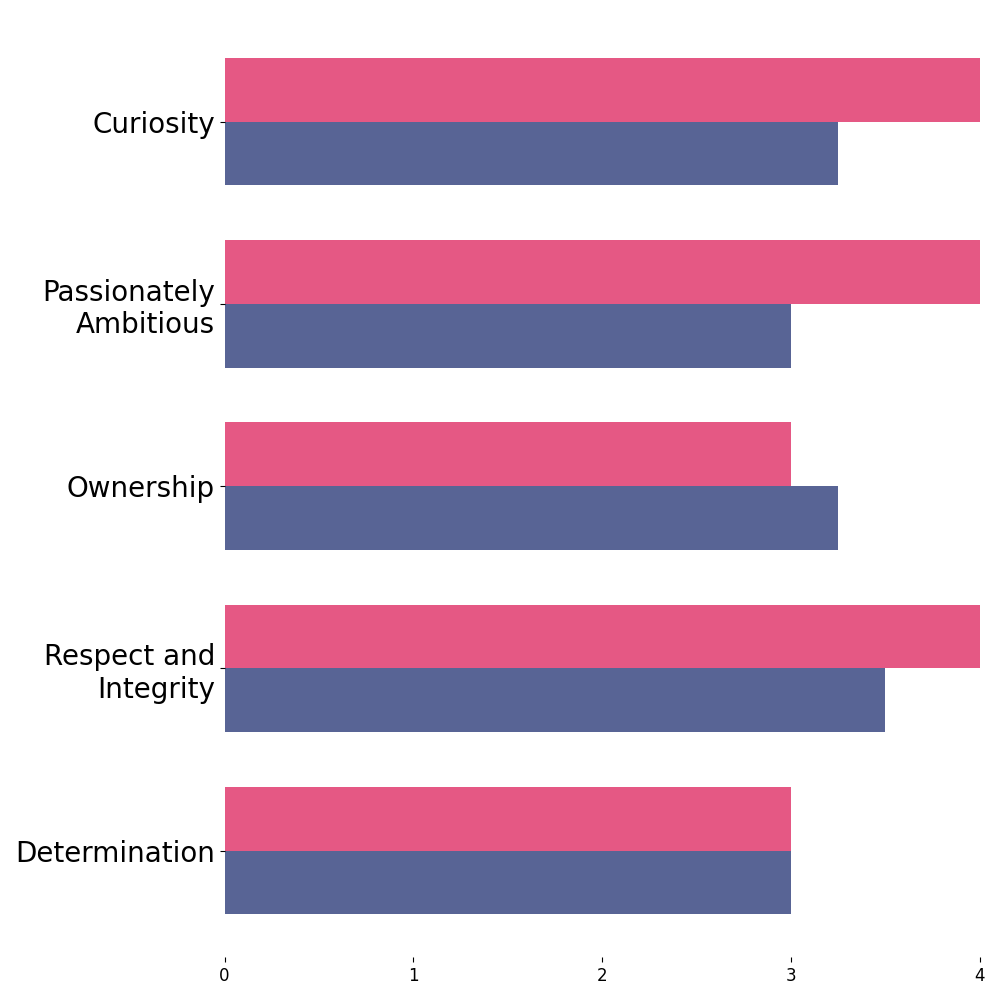 Curiosity
Passionately
Ambitious
Ownership
Respect and
Integrity
Determination
0 1 2 3 4